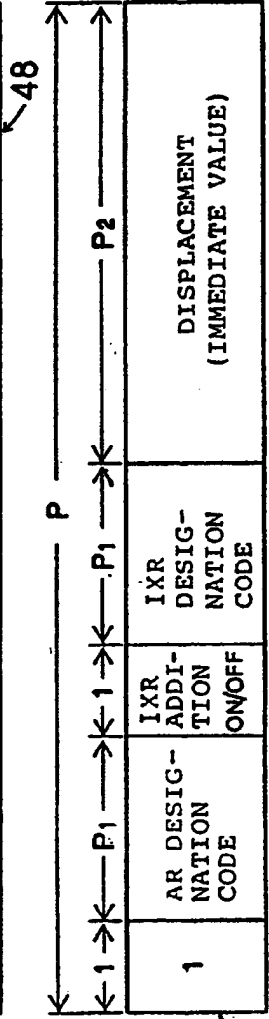 48
P
1
P1
1
P1
P2
1
AR DESIG-
NATION
CODE
IXR
ADDI-
TION
ON/OFF
IXR
DESIG-
NATION
CODE
DISPLACEMENT
(IMMEDIATE VALUE)